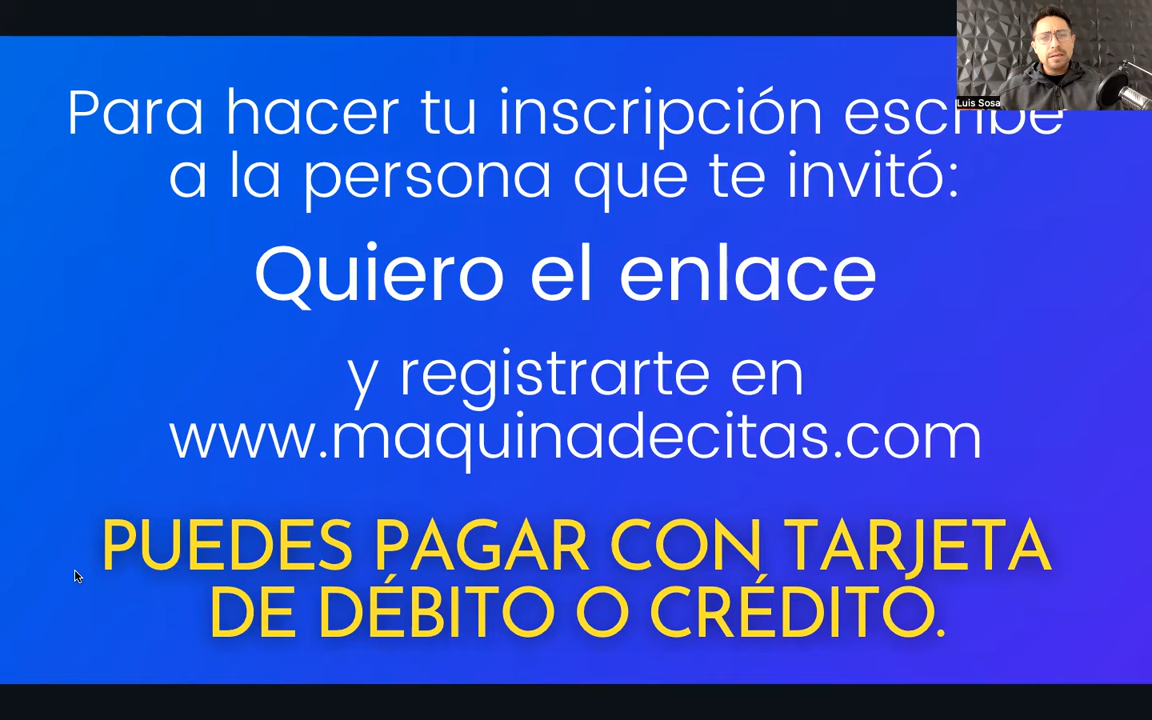 Luis Sosa
Para hacer tu inscripción escribe
a la persona que te invitó:
Quiero el enlace
y registrarte en
www.maquinadecitas.com
PUEDES PAGAR CON TARJETA
DE DÉBITO O CRÉDITO.